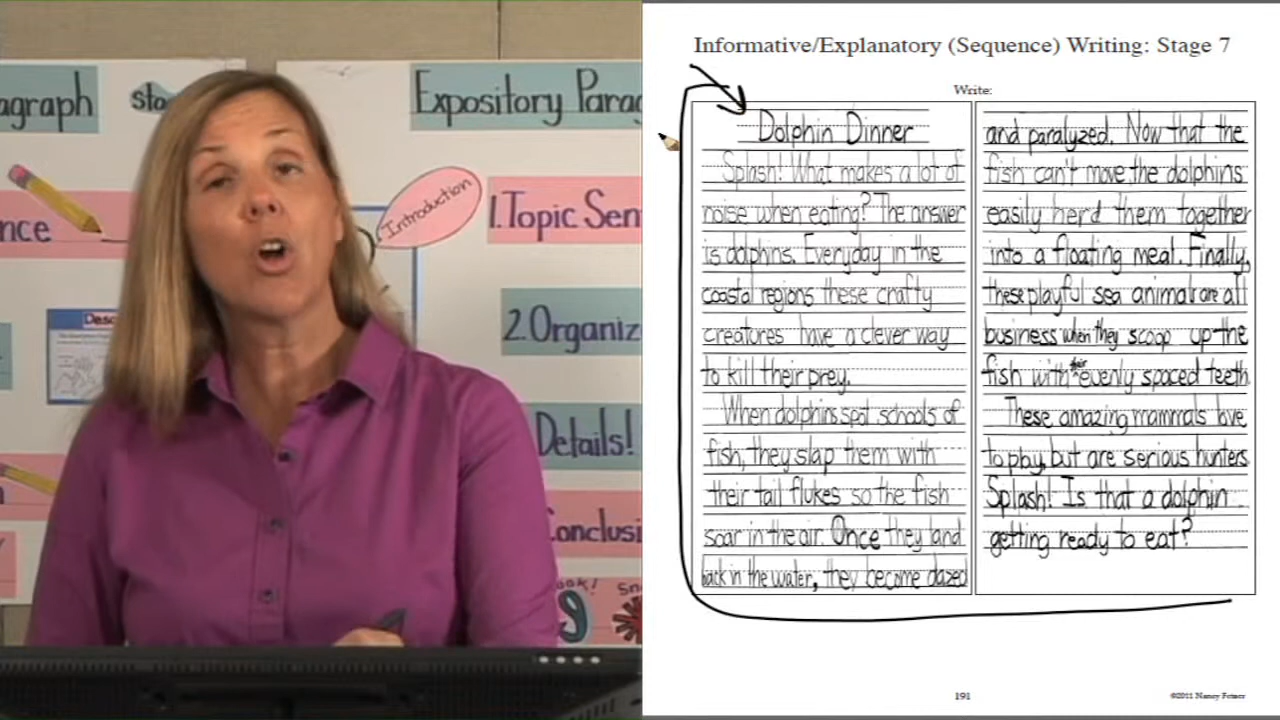 agraph
sta
Expository Parag
Introduction
1. Topic Sen
nce
2. Organiz
Desc
Details!
Conclusi
ook!
Sn
Informative/Explanatory (Sequence) Writing: Stage 7
Write:
Dolphin Dinner
Splash! What makes a lot of
noise when eating? The answer
is dolphins. Everyday in the
coastal regions these crafty
creatures have a clever way
to kill their prey.
When dolphins spot schools of
fish, they slap them with
their tail flukes so the fish
soar in the air. Once they land
back in the water, they become dazed
and paralyzed. Now that the
fish can't move the dolphins
easily herd them together
into a floating meal. Finally,
these playful sea animals are all
business when they scoop up the
fish with their evenly spaced teeth.
These amazing mammals love
to play, but are serious hunters.
Splash! Is that a dolphin
getting ready to eat?
191
©2011 Nancy Fetzer